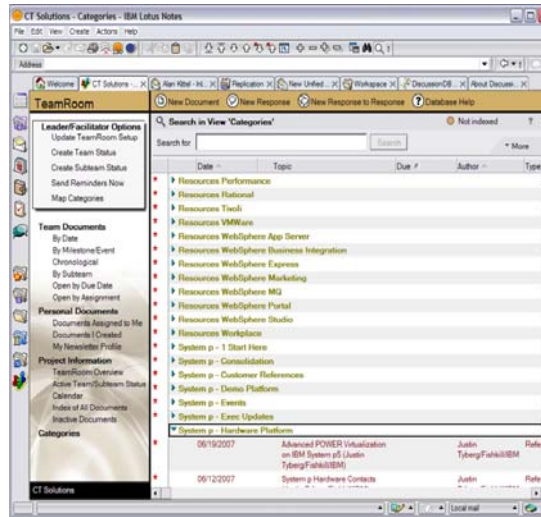 CT Solutions - Categories - IBM Lotus Notes
File Edit View Create Actions Help
Address
Welcome
CT Solutions - ...
Alan Kittel - In...
Replication
New Unified...
Workspace
DiscussionDB...
About Discussi...
TeamRoom
New Document New Response New Response to Response Database Help
Leader/Facilitator Options
Update TeamRoom Setup
Create Team Status
Create Subteam Status
Send Reminders Now
Map Categories
Team Documents
By Date
By Milestone/Event
Chronological
By Subteam
Open by Due Date
Open by Assignment
Personal Documents
Documents Assigned to Me
Documents I Created
My Newsletter Profile
Project Information
TeamRoom Overview
Active Team/Subteam Status
Calendar
Index of All Documents
Inactive Documents
Categories
CT Solutions
Search in View 'Categories'
Not indexed ?
Search for
Search
More
Date Topic Due Author Type
Resources Performance
Resources Rational
Resources Tivoli
Resources VMWare
Resources WebSphere App Server
Resources WebSphere Business Integration
Resources WebSphere Express
Resources WebSphere Marketing
Resources WebSphere MQ
Resources WebSphere Portal
Resources WebSphere Studio
Resources Workplace
System p - 1 Start Here
System p - Consolidation
System p - Customer References
System p - Demo Platform
System p - Events
System p - Exec Updates
System p - Hardware Platform
06/19/2007 Advanced POWER Virtualization Justin Refe
on IBM System p5 (Justin Tyberg/Fishkill/IBM
Tyberg/Fishkill/IBM)
06/12/2007 System p Hardware Contacts Justin Refe
Local mail